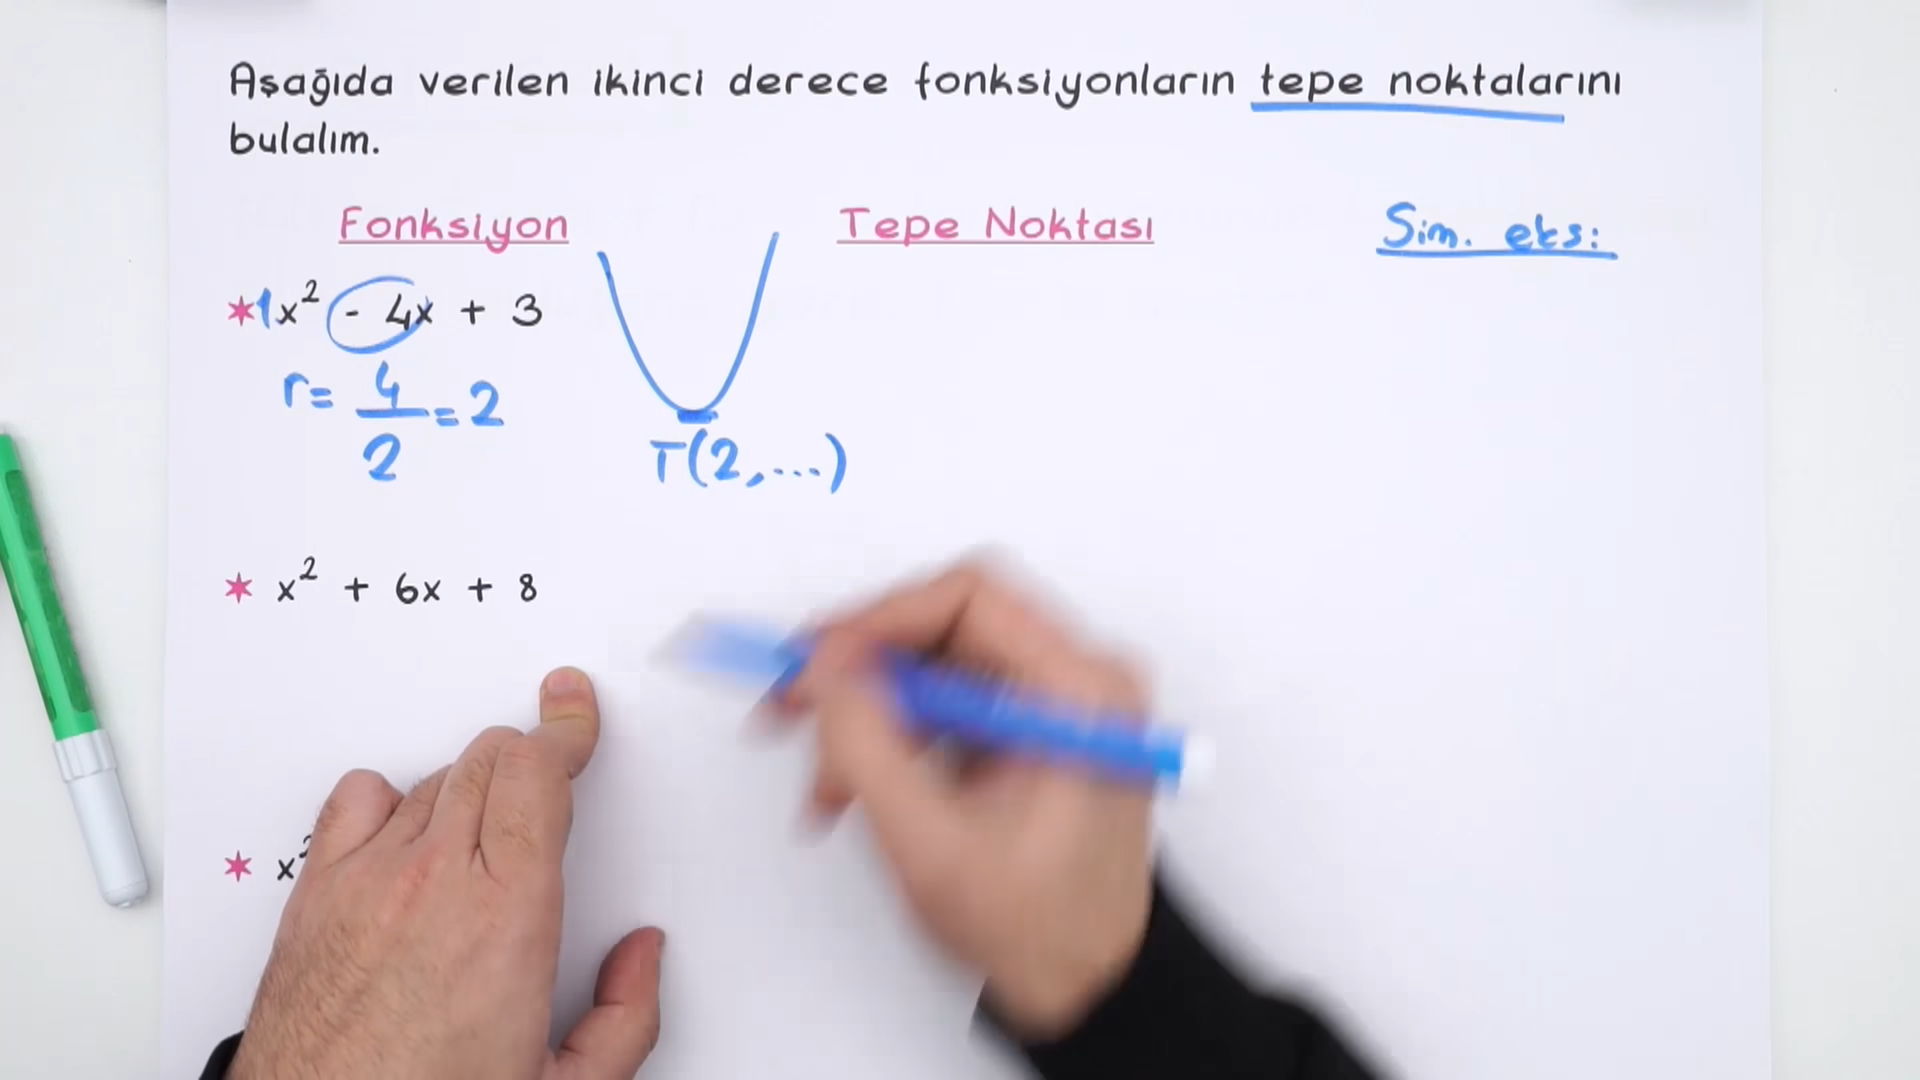 Aşağıda verilen ikinci derece fonksiyonların tepe noktalarını
bulalım.
Fonksiyon Tepe Noktası Sim. eks:
* 1x² - 4x + 3
r = 4/2 = 2
T(2,...)
* x² + 6x + 8
* x²